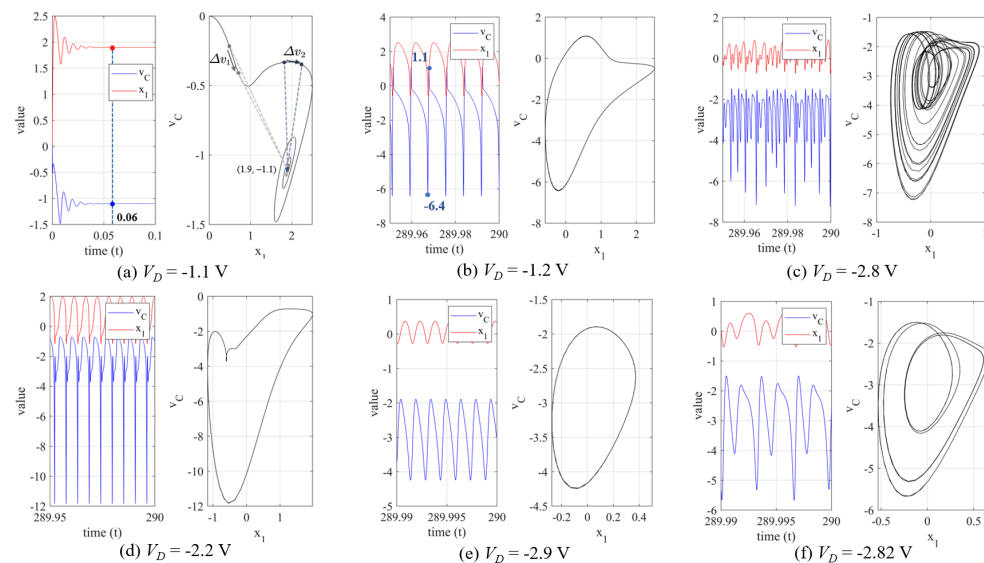 2.5
2
1.5
1
0.5
0
-0.5
-1
-1.5
value
v_C
x_1
0.06
0 0.05 0.1
time (t)
0
-0.5
-1
-1.5
v_C
Δv_1
Δv_2
(1.9, −1.1)
0 1 2
x_1
(a) V_D = -1.1 V
4
2
0
-2
-4
-6
-8
value
v_C
x_1
1.1
-6.4
289.96 289.98 290
time (t)
2
0
-2
-4
-6
-8
v_C
0 1 2
x_1
(b) V_D = -1.2 V
2
0
-2
-4
-6
-8
value
v_C
x_1
289.96 289.98 290
time (t)
-1
-2
-3
-4
-5
-6
-7
-8
v_C
-1 0 1
x_1
(c) V_D = -2.8 V
2
0
-2
-4
-6
-8
-10
-12
value
v_C
x_1
289.95 290
time (t)
0
-2
-4
-6
-8
-10
-12
v_C
-1 0 1 2
x_1
(d) V_D = -2.2 V
1
0
-1
-2
-3
-4
-5
value
v_C
x_1
289.99 289.995 290
time (t)
-1.5
-2
-2.5
-3
-3.5
-4
-4.5
v_C
-0.2 0 0.2 0.4
x_1
(e) V_D = -2.9 V
1
0
-1
-2
-3
-4
-5
-6
value
v_C
x_1
289.99 289.995 290
time (t)
-1
-2
-3
-4
-5
-6
v_C
-0.5 0 0.5
x_1
(f) V_D = -2.82 V